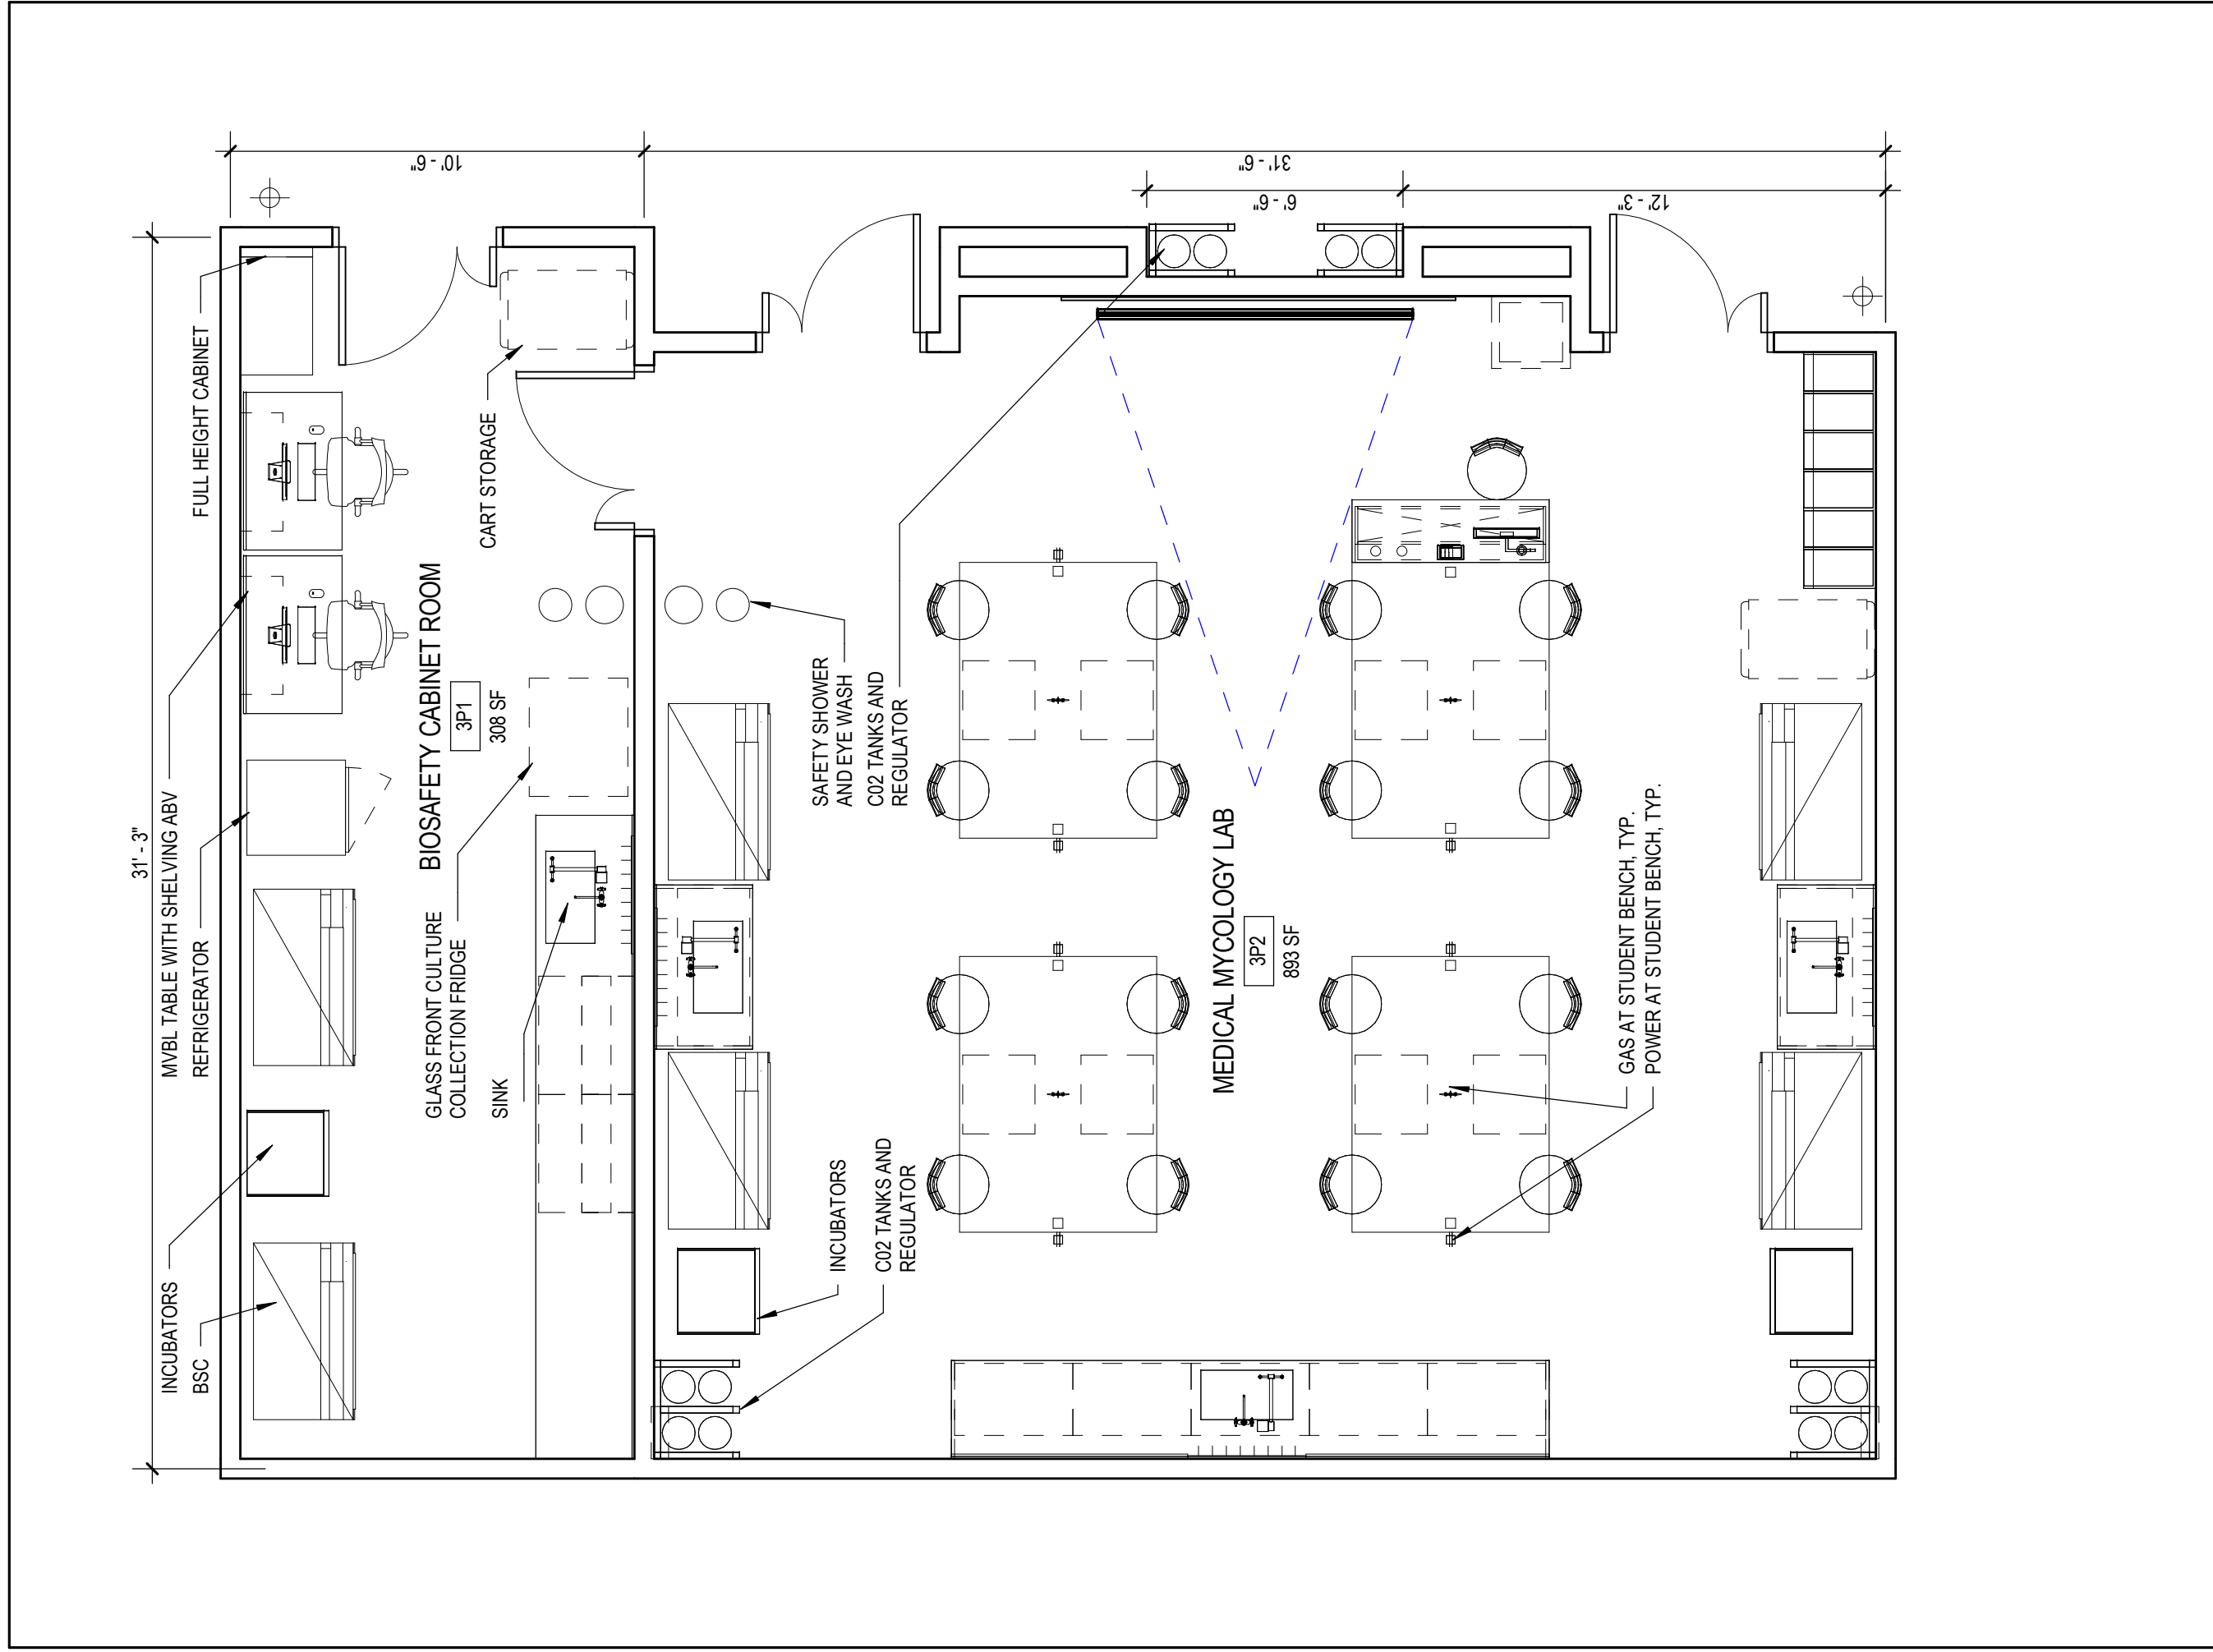 31' - 3"
10' - 6"
31' - 6"
6' - 6"
12' - 3"
INCUBATORS
BSC
MVBL TABLE WITH SHELVING ABV
REFRIGERATOR
FULL HEIGHT CABINET
BIOSAFETY CABINET ROOM
3P1
308 SF
GLASS FRONT CULTURE
COLLECTION FRIDGE
SINK
CART STORAGE
SAFETY SHOWER
AND EYE WASH
C02 TANKS AND
REGULATOR
INCUBATORS
C02 TANKS AND
REGULATOR
MEDICAL MYCOLOGY LAB
3P2
893 SF
GAS AT STUDENT BENCH, TYP.
POWER AT STUDENT BENCH, TYP.